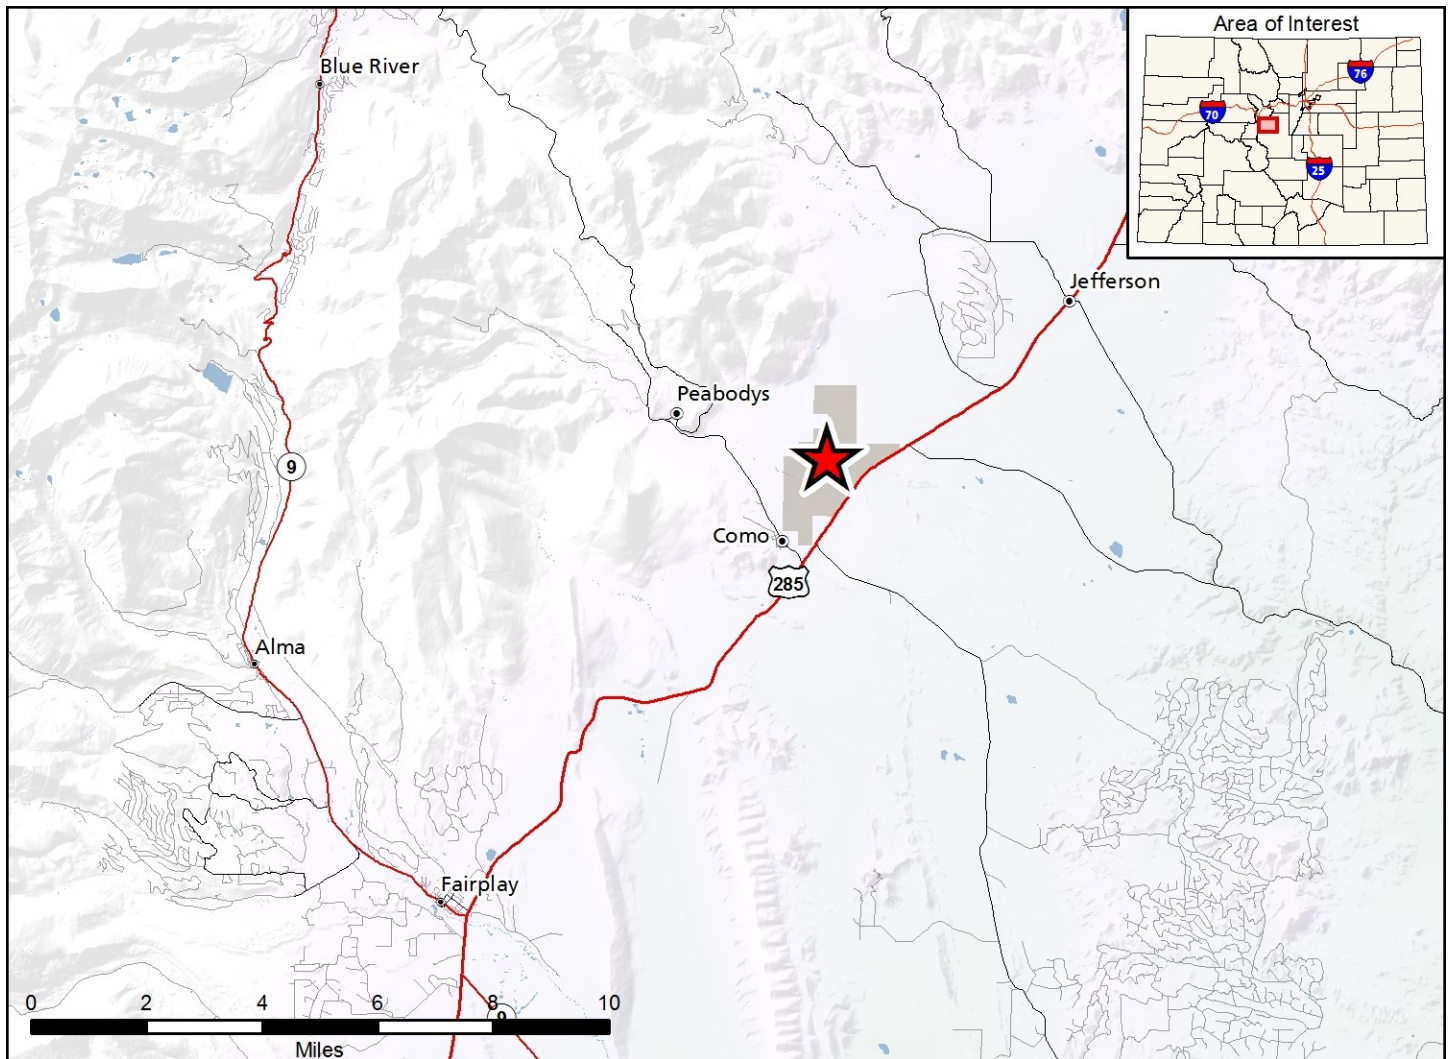 Area of Interest
76
70
25
Blue River
Jefferson
Peabodys
9
Como
285
Alma
Fairplay
0 2 4 6 8 10
9
Miles